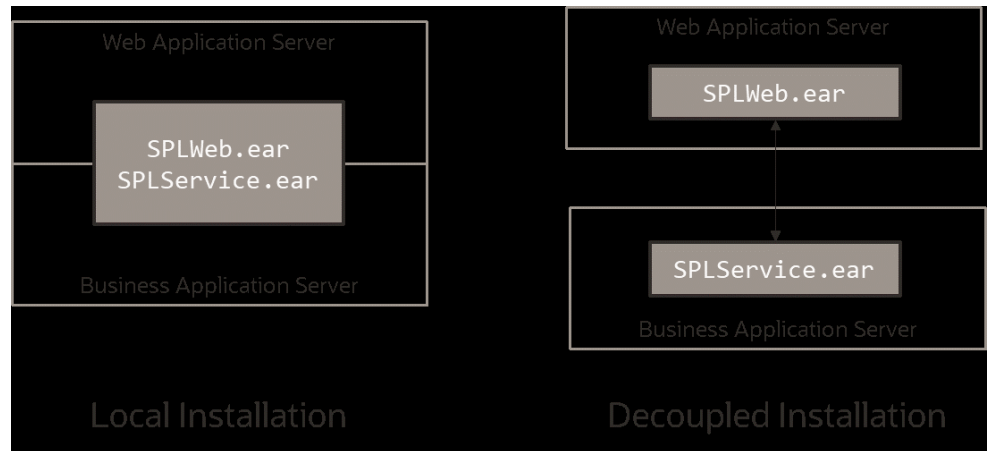 Web Application Server
SPLWeb.ear
SPLService.ear
Business Application Server
Local Installation
Web Application Server
SPLWeb.ear
SPLService.ear
Business Application Server
Decoupled Installation